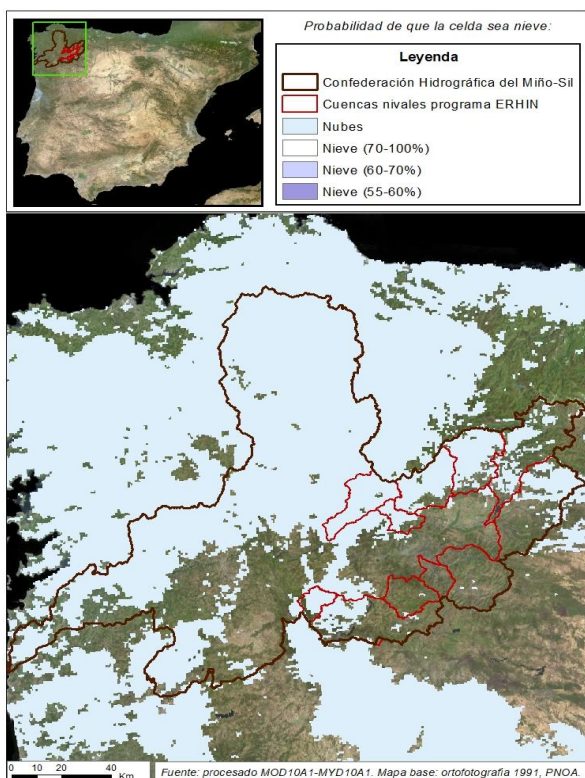 Probabilidad de que la celda sea nieve:
Leyenda
Confederación Hidrográfica del Miño-Sil
Cuencas nivales programa ERHIN
Nubes
Nieve (70-100%)
Nieve (60-70%)
Nieve (55-60%)
0 10 20 40
Km
Fuente: procesado MOD10A1-MYD10A1. Mapa base: ortofotografía 1991, PNOA